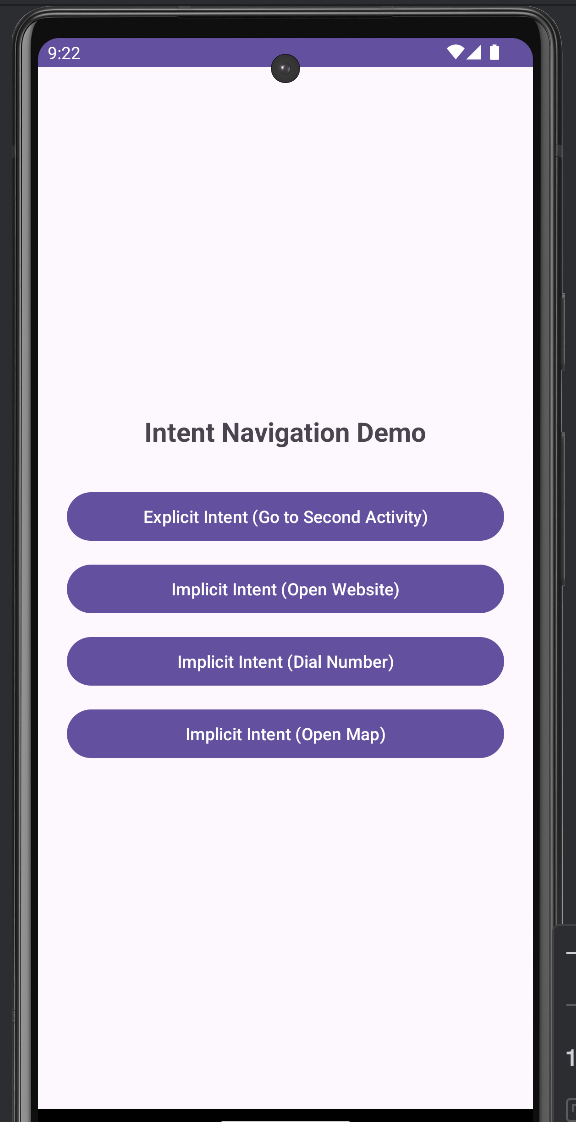 9:22
Intent Navigation Demo
Explicit Intent (Go to Second Activity)
Implicit Intent (Open Website)
Implicit Intent (Dial Number)
Implicit Intent (Open Map)
1